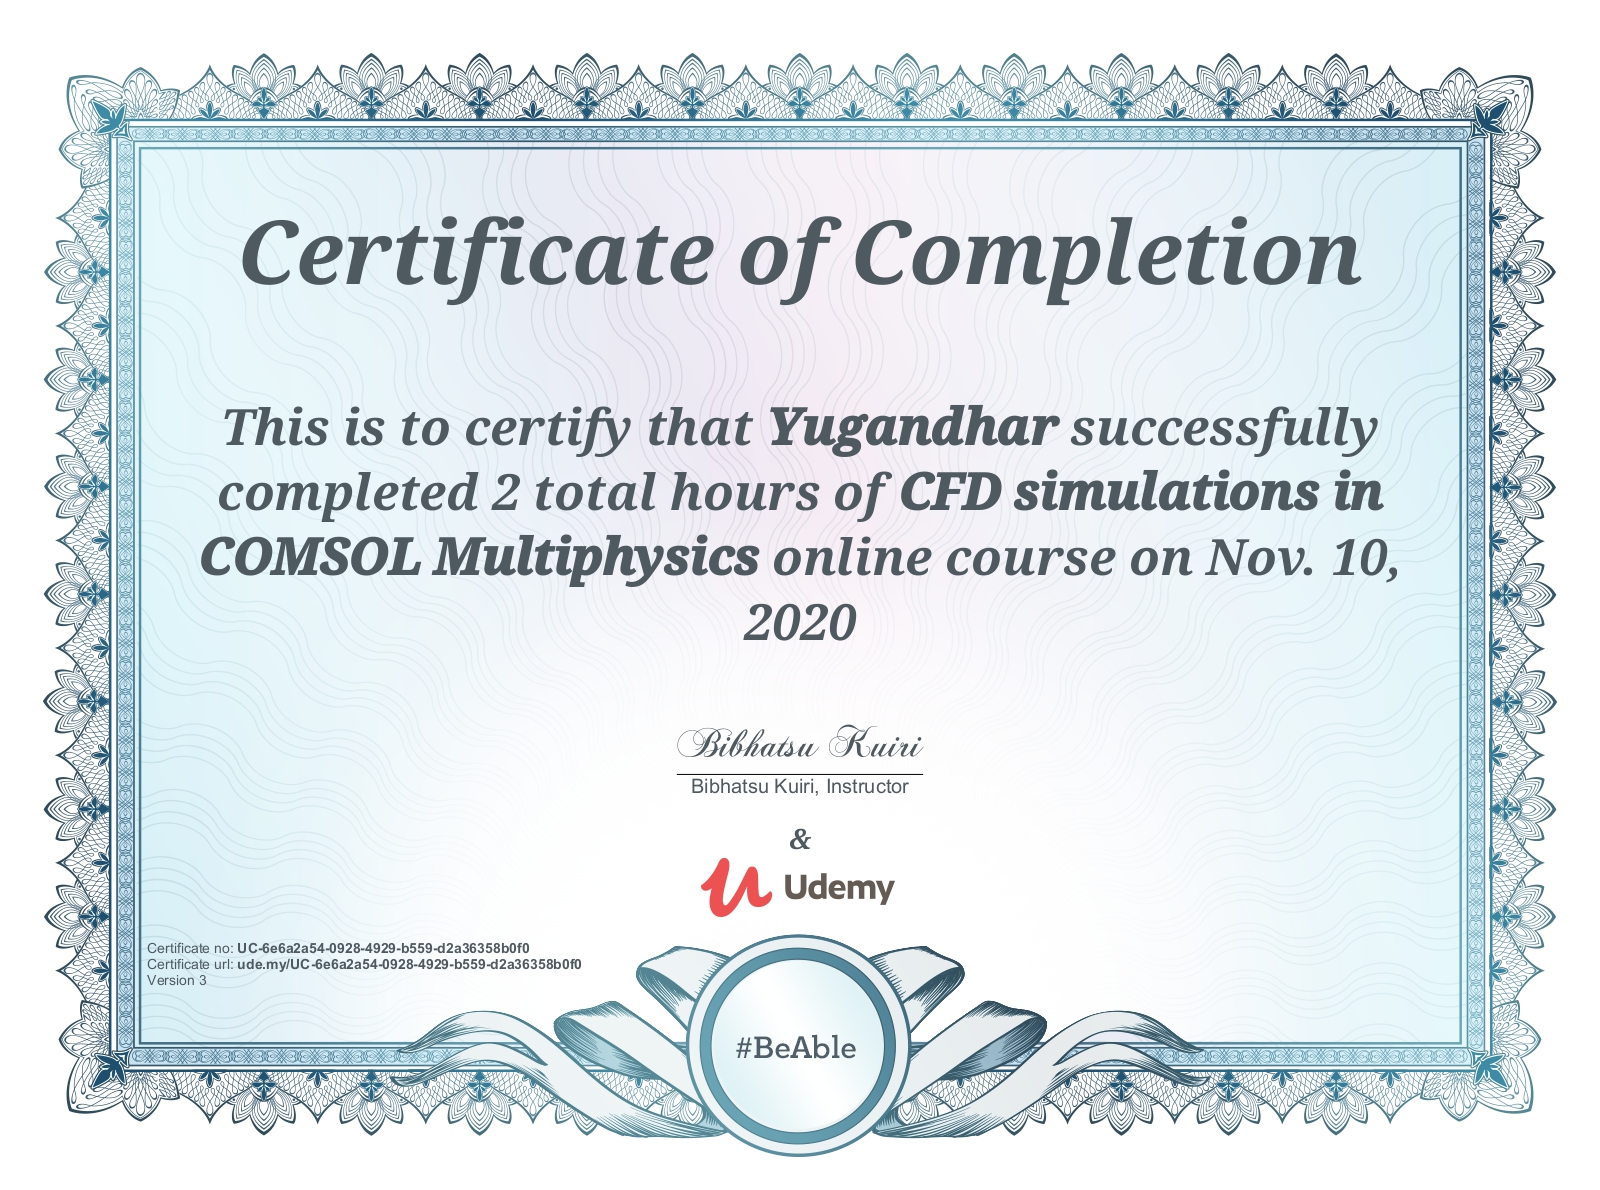 Certificate of Completion
This is to certify that Yugandhar successfully
completed 2 total hours of CFD simulations in
COMSOL Multiphysics online course on Nov. 10,
2020
Bibhatsu Kuiri
Bibhatsu Kuiri, Instructor
&
Udemy
Certificate no: UC-6e6a2a54-0928-4929-b559-d2a36358b0f0
Certificate url: ude.my/UC-6e6a2a54-0928-4929-b559-d2a36358b0f0
Version 3
#BeAble